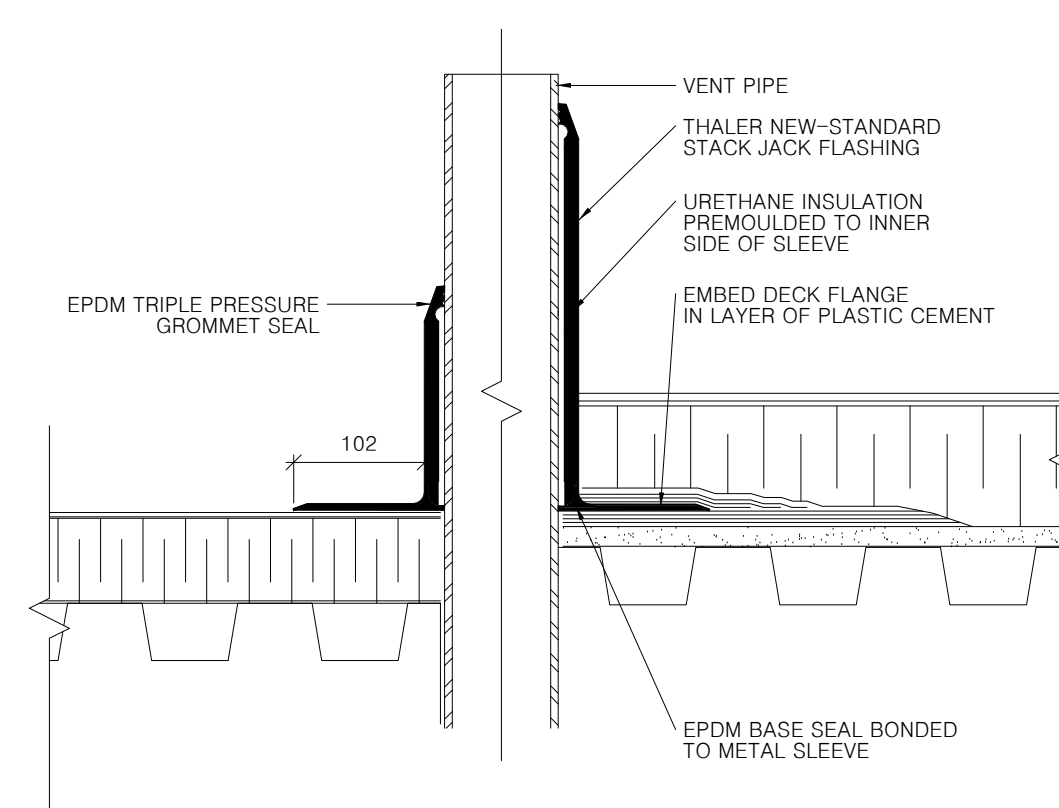 VENT PIPE
THALER NEW-STANDARD
STACK JACK FLASHING
URETHANE INSULATION
PREMOULDED TO INNER
SIDE OF SLEEVE
EPDM TRIPLE PRESSURE
GROMMET SEAL
EMBED DECK FLANGE
IN LAYER OF PLASTIC CEMENT
102
EPDM BASE SEAL BONDED
TO METAL SLEEVE